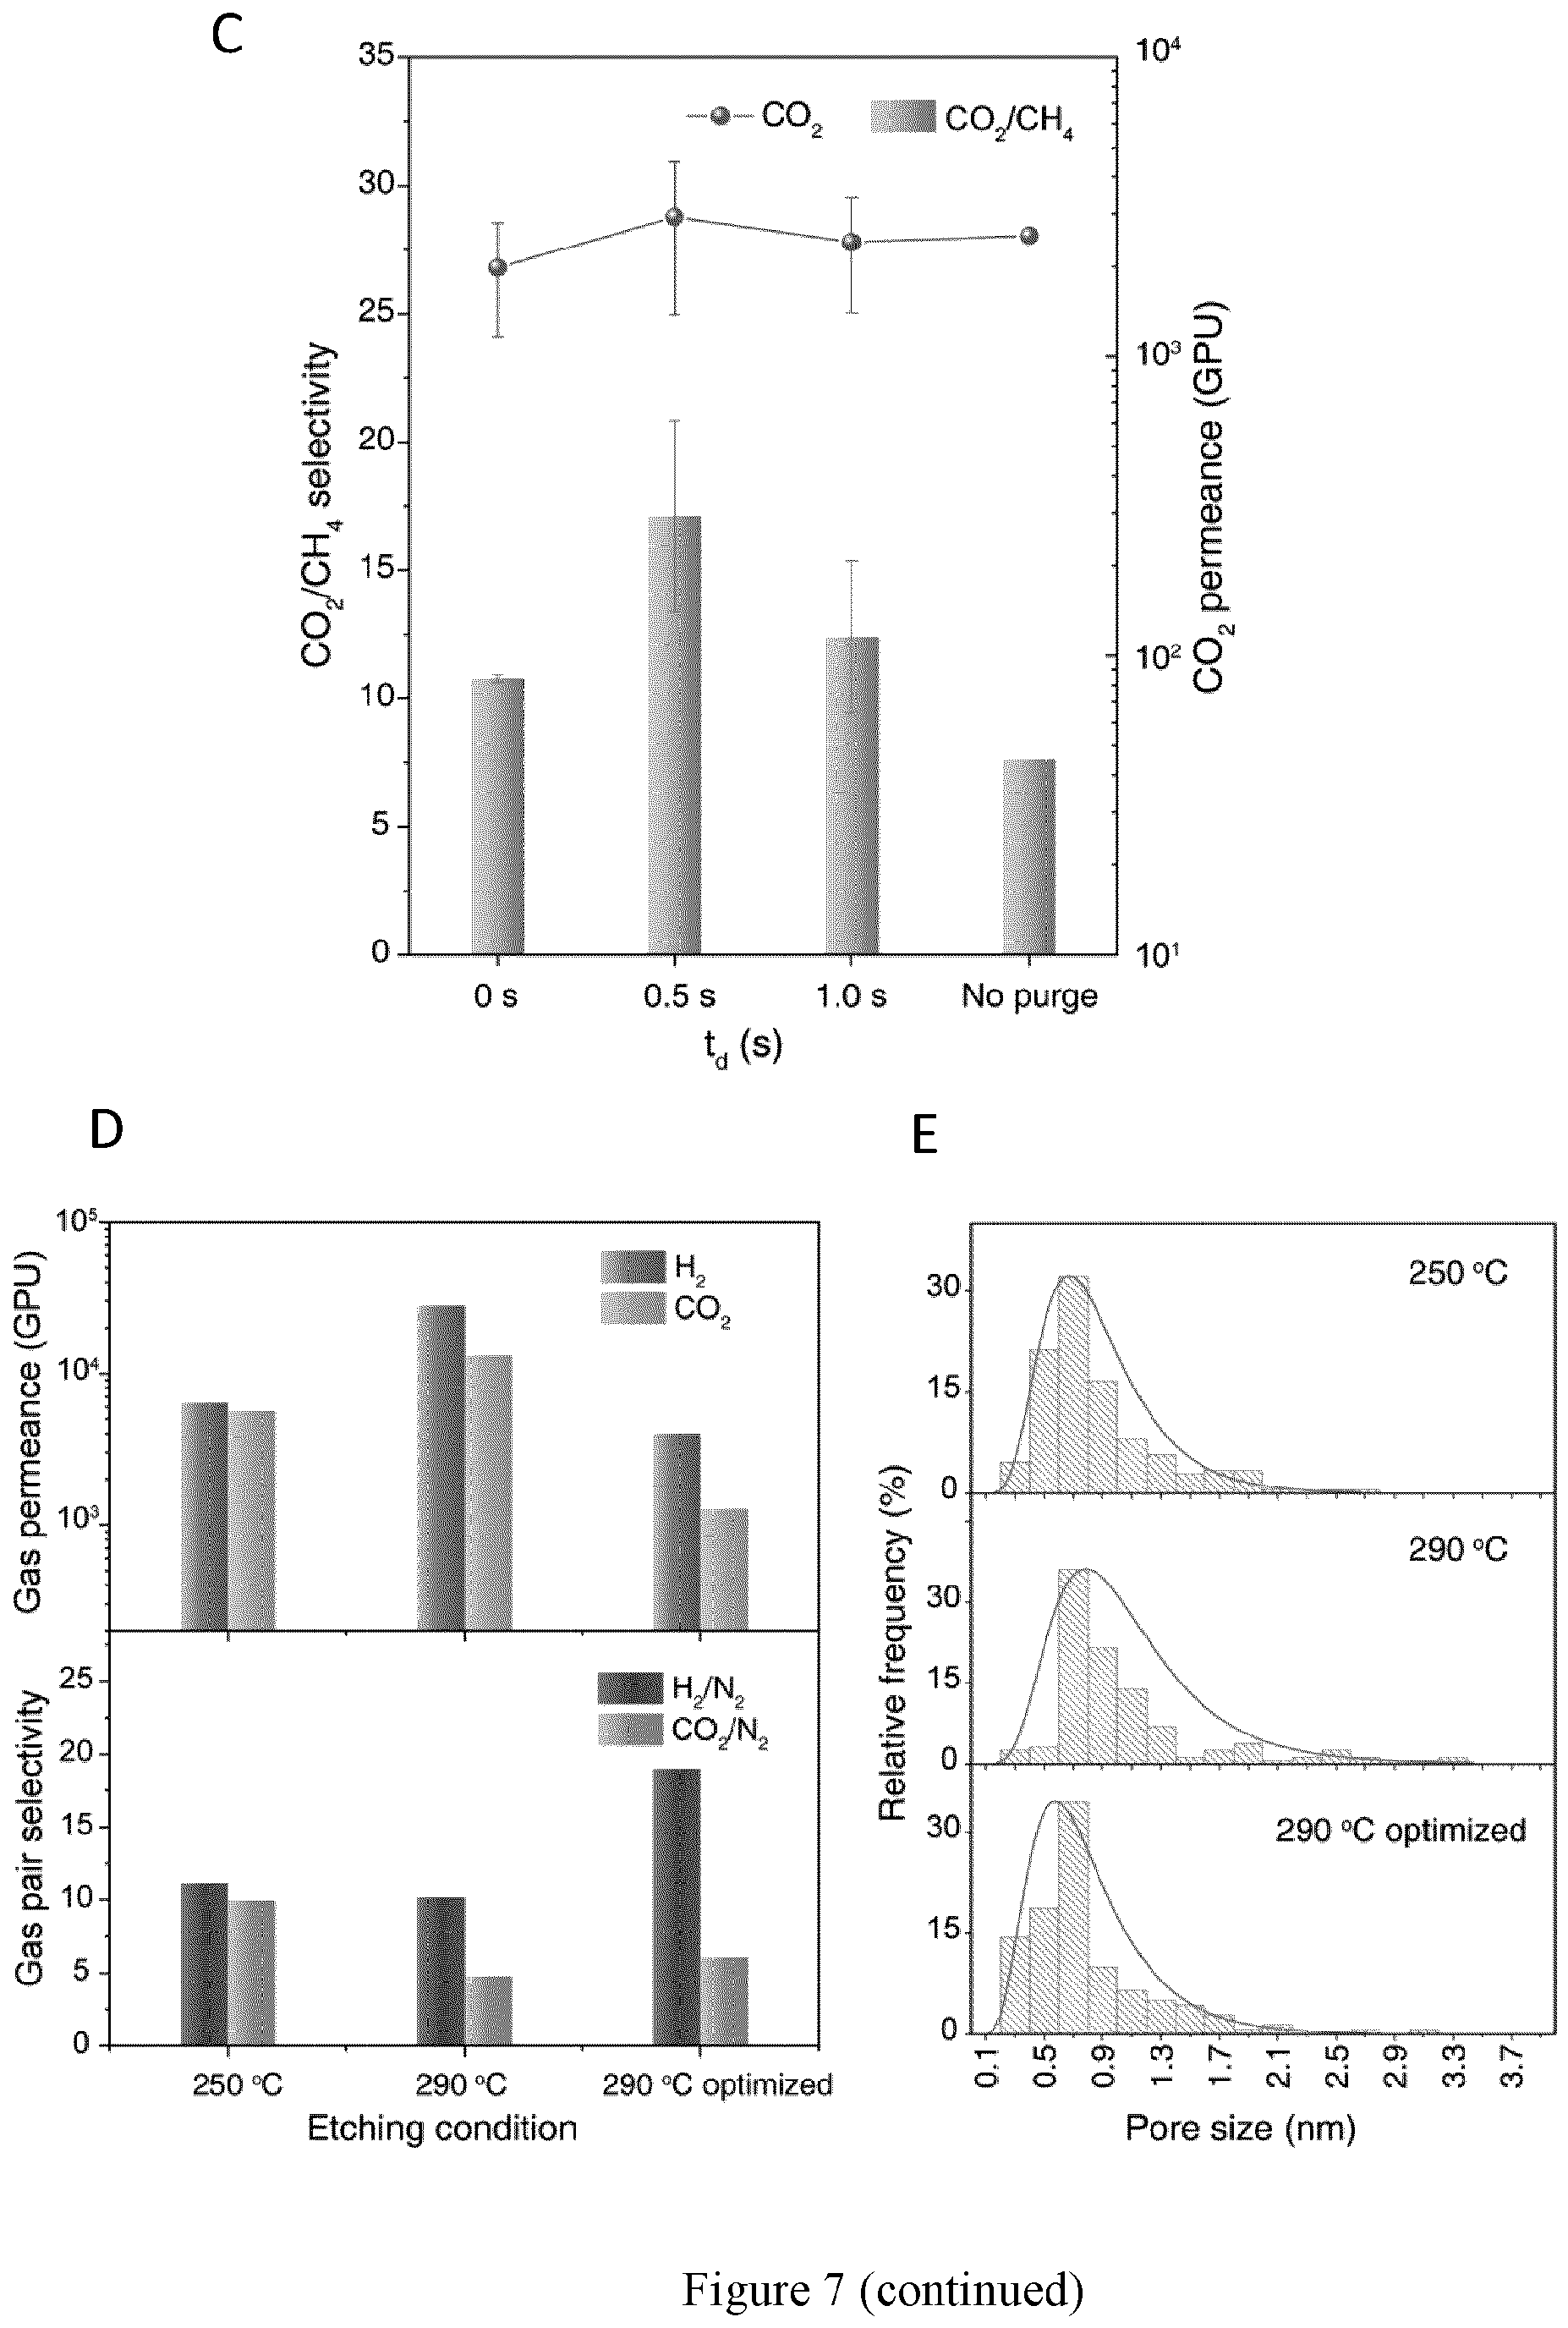 C
35
30
25
20
15
10
5
0
CO₂/CH₄ selectivity
CO₂
CO₂/CH₄
10⁴
10³
10²
10¹
CO₂ permeance (GPU)
0 s
0.5 s
1.0 s
No purge
t_d (s)
D
10⁵
10⁴
10³
Gas permeance (GPU)
H₂
CO₂
25
20
15
10
5
0
Gas pair selectivity
H₂/N₂
CO₂/N₂
250 °C
290 °C
290 °C optimized
Etching condition
E
Relative frequency (%)
30
15
0
250 °C
30
15
0
290 °C
30
15
0
290 °C optimized
0.1
0.5
0.9
1.3
1.7
2.1
2.5
2.9
3.3
3.7
Pore size (nm)
Figure 7 (continued)